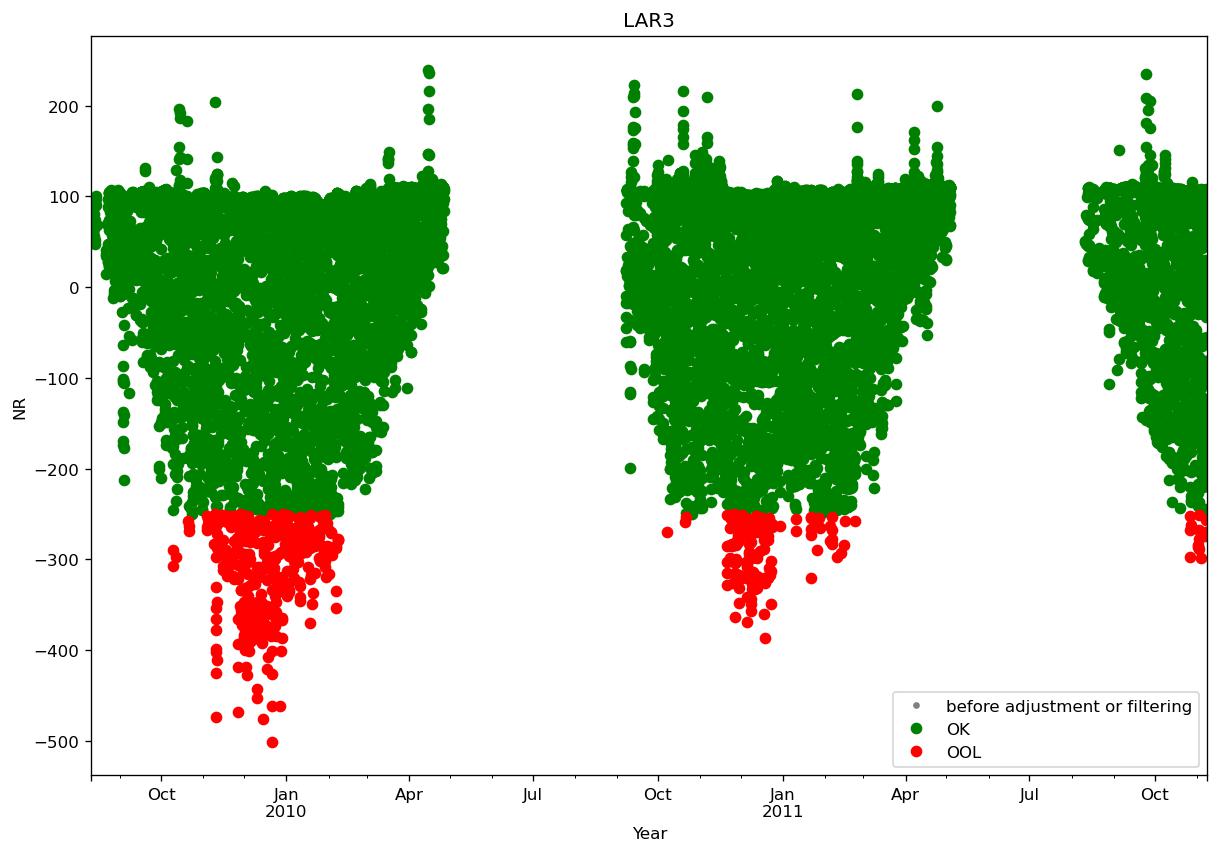 LAR3
NR
200
100
0
−100
−200
−300
−400
−500
before adjustment or filtering
OK
OOL
Oct
Jan
2010
Apr
Jul
Oct
Jan
2011
Apr
Jul
Oct
Year